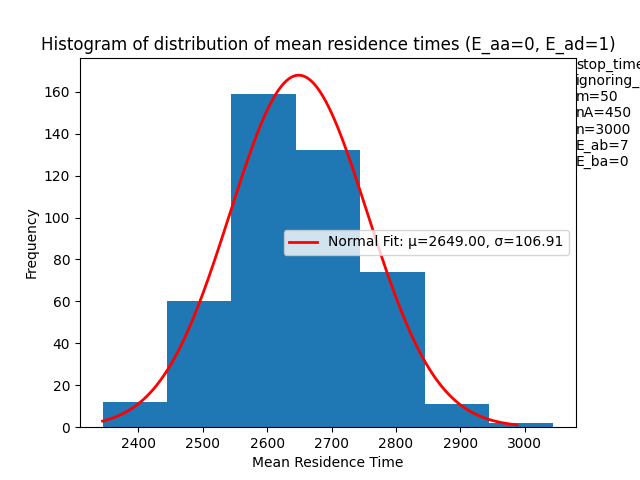 Histogram of distribution of mean residence times (E_aa=0, E_ad=1)
stop_time
ignoring_
m=50
nA=450
n=3000
E_ab=7
E_ba=0
Frequency
160
140
120
100
80
60
40
20
0
Normal Fit: μ=2649.00, σ=106.91
2400 2500 2600 2700 2800 2900 3000
Mean Residence Time